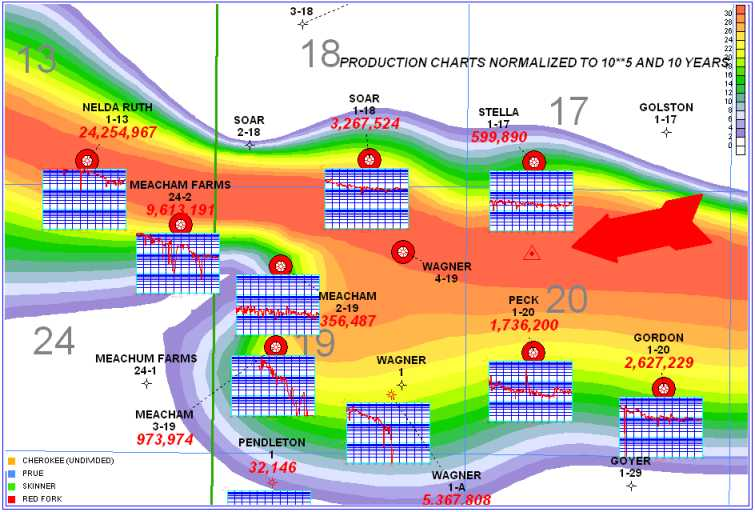 3-18
18
13
PRODUCTION CHARTS NORMALIZED TO 10**5 AND 10 YEARS
NELDA RUTH
1-13
24,254,967
SOAR
2-18
SOAR
1-18
3,267,524
STELLA
1-17
599,890
17
GOLSTON
1-17
MEACHAM FARMS
24-2
9,613,191
WAGNER
4-19
MEACHAM
2-19
356,487
19
PECK
1-20
1,736,200
20
GORDON
1-20
2,627,229
24
MEACHUM FARMS
24-1
WAGNER
1
MEACHAM
3-19
973,974
PENDLETON
1
32,146
WAGNER
1-A
5.367.808
GOYER
1-29
CHEROKEE (UNDIVIDED)
PRUE
SKINNER
RED FORK
30
28
26
24
22
20
18
16
14
12
10
8
6
4
2
0